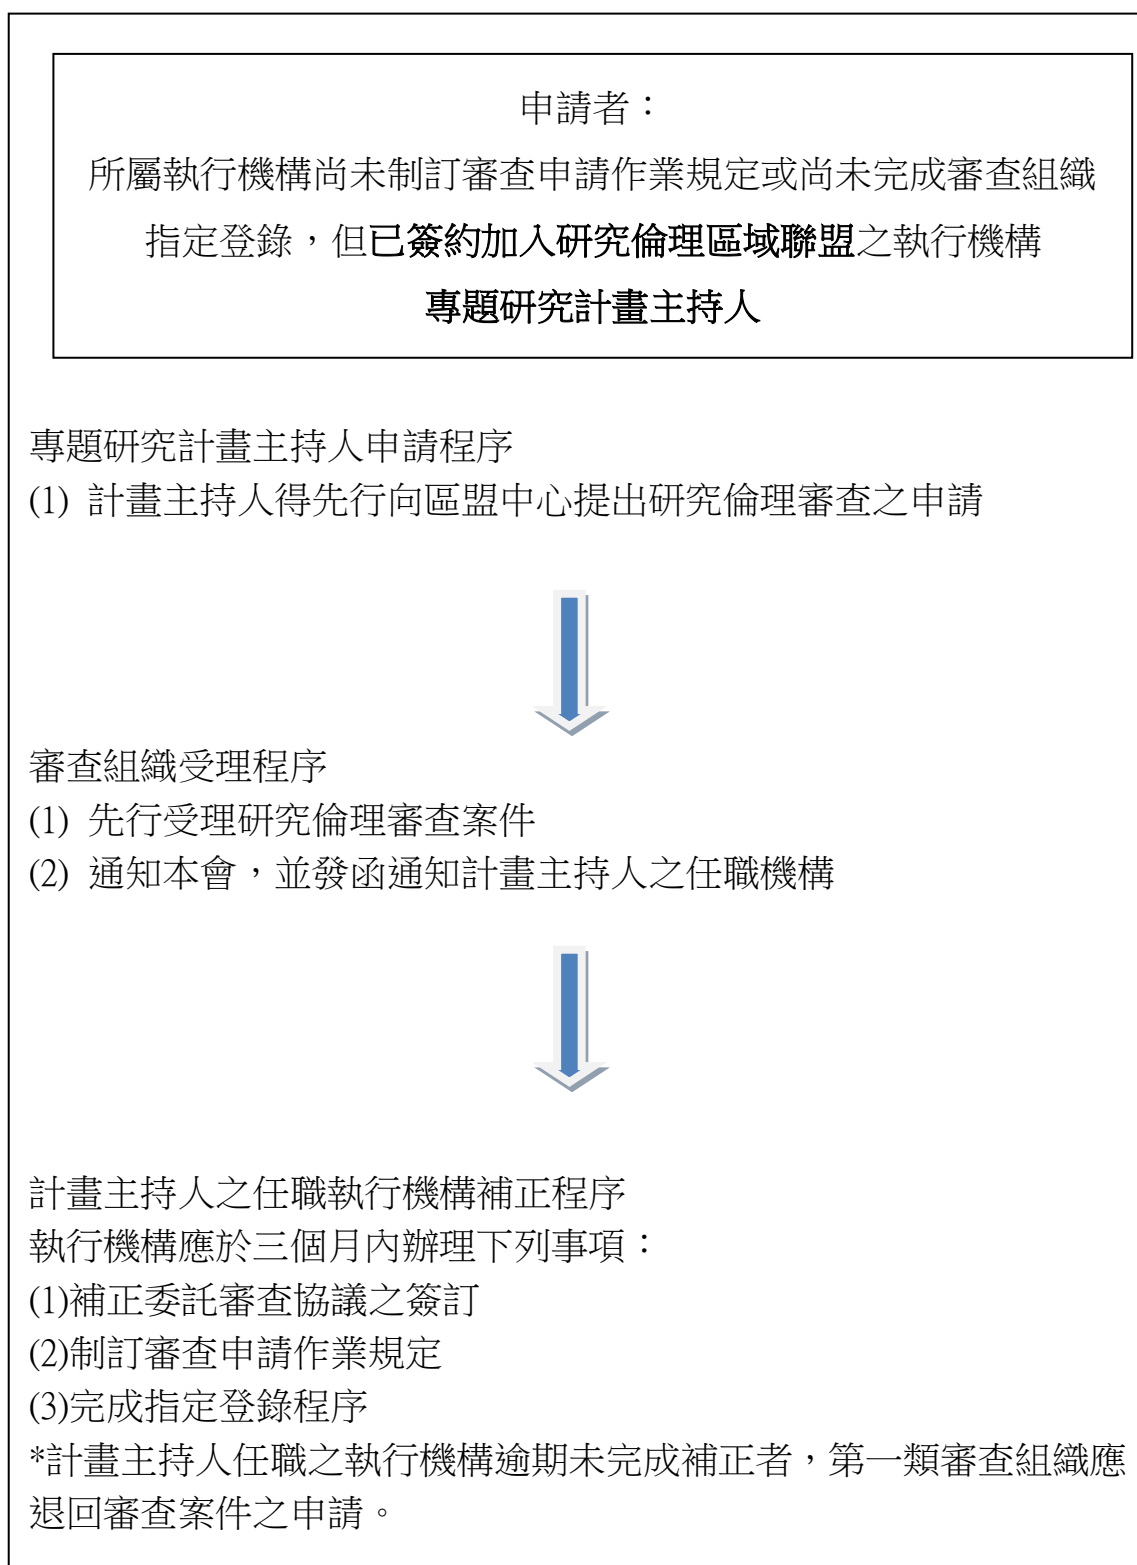 申請者：
所屬執行機構尚未制訂審查申請作業規定或尚未完成審查組織
指定登錄，但已簽約加入研究倫理區域聯盟之執行機構
專題研究計畫主持人
專題研究計畫主持人申請程序
(1) 計畫主持人得先行向區盟中心提出研究倫理審查之申請
審查組織受理程序
(1) 先行受理研究倫理審查案件
(2) 通知本會，並發函通知計畫主持人之任職機構
計畫主持人之任職執行機構補正程序
執行機構應於三個月內辦理下列事項：
(1)補正委託審查協議之簽訂
(2)制訂審查申請作業規定
(3)完成指定登錄程序
*計畫主持人任職之執行機構逾期未完成補正者，第一類審查組織應
退回審查案件之申請。